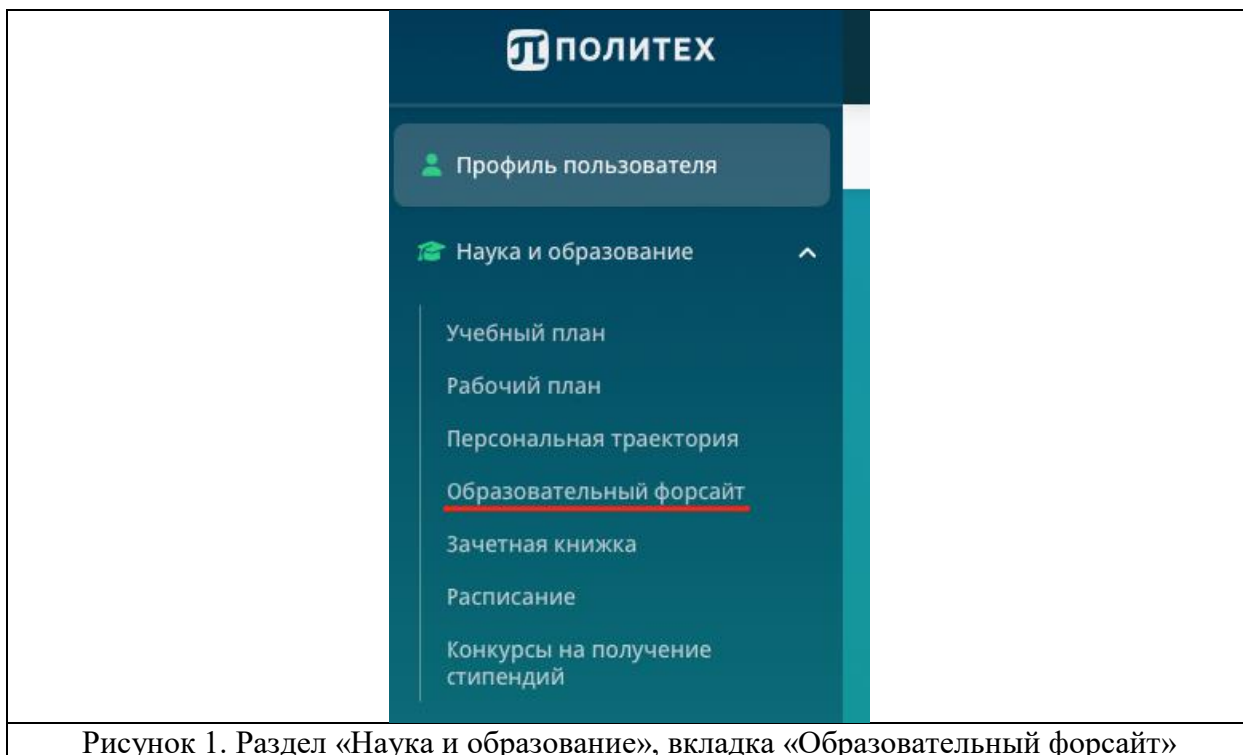 ПОЛИТЕХ
Профиль пользователя
Наука и образование
Учебный план
Рабочий план
Персональная траектория
Образовательный форсайт
Зачетная книжка
Расписание
Конкурсы на получение
стипендий
Рисунок 1. Раздел «Наука и образование», вкладка «Образовательный форсайт»